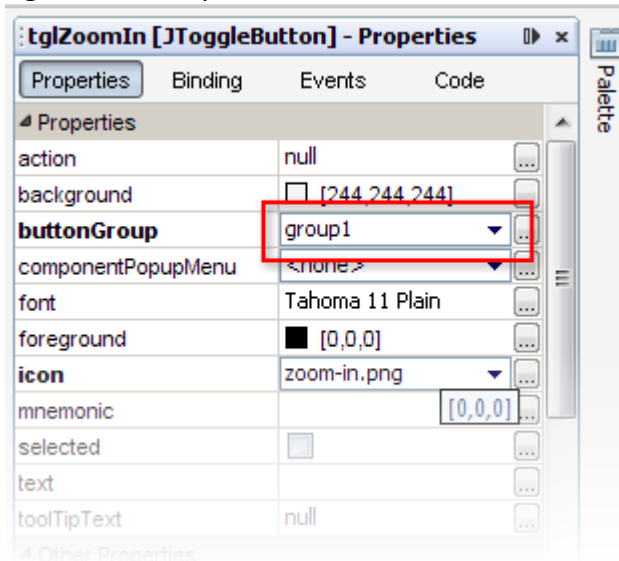 tglZoomIn [JToggleButton] - Properties
Properties Binding Events Code
Palette
Properties
action null ...
background [244,244,244] ...
buttonGroup group1 ...
componentPopupMenu <none> ...
font Tahoma 11 Plain ...
foreground [0,0,0] ...
icon zoom-in.png ...
mnemonic [0,0,0] ...
selected ...
text ...
toolTipText null ...
Other Properties